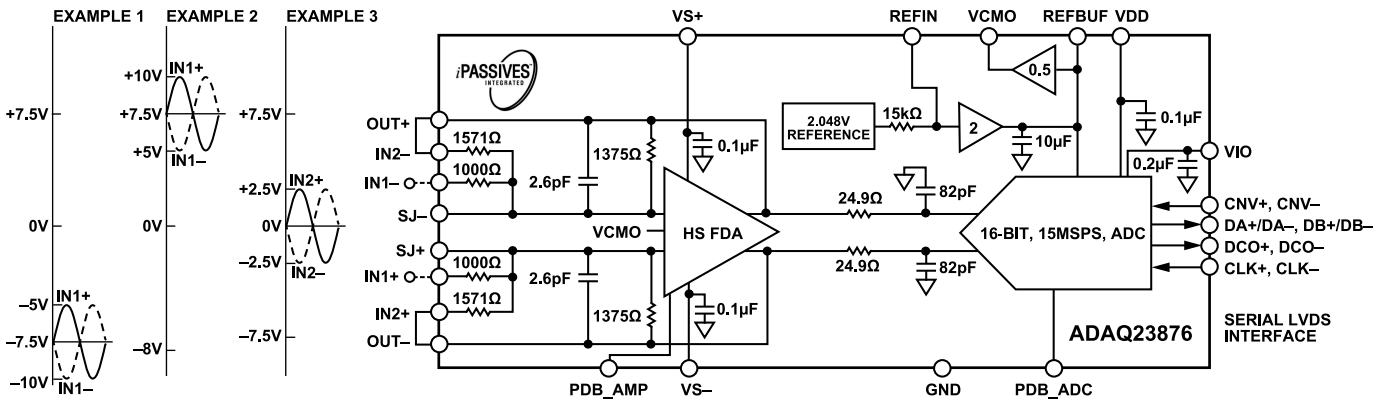 EXAMPLE 1
EXAMPLE 2
EXAMPLE 3
+7.5V
0V
–5V
–7.5V
–10V
IN1+
IN1–
+10V
+7.5V
+5V
0V
–8V
IN1+
IN1–
+7.5V
+2.5V
0V
–2.5V
–7.5V
IN2+
IN2–
VS+
REFIN
VCMO
REFBUF
VDD
iPASSIVES™
INTEGRATED
OUT+
IN2–
IN1–
SJ–
SJ+
IN1+
IN2+
OUT–
1571Ω
1000Ω
2.6pF
1375Ω
0.1µF
VCMO
HS FDA
1000Ω
1571Ω
2.6pF
1375Ω
0.1µF
2.048V
REFERENCE
15kΩ
2
0.5
10µF
0.1µF
0.2µF
24.9Ω
82pF
24.9Ω
82pF
16-BIT, 15MSPS, ADC
VIO
CNV+, CNV–
DA+/DA–, DB+/DB–
DCO+, DCO–
CLK+, CLK–
ADAQ23876
SERIAL LVDS
INTERFACE
PDB_AMP
VS–
GND
PDB_ADC